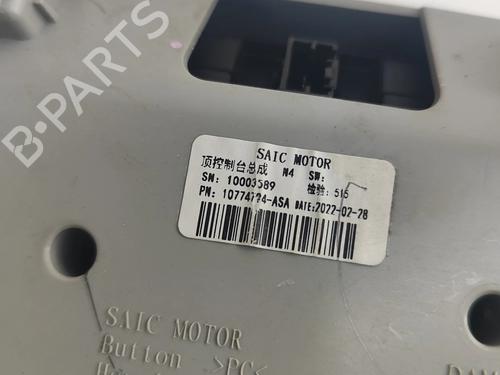 B-PARTS
SAIC MOTOR
顶控制台总成 N4 SW:
SN: 10003589 检验: 515
PN: 10774724-ASA DATE:2022-02-28
SAIC MOTOR
Button >PC<